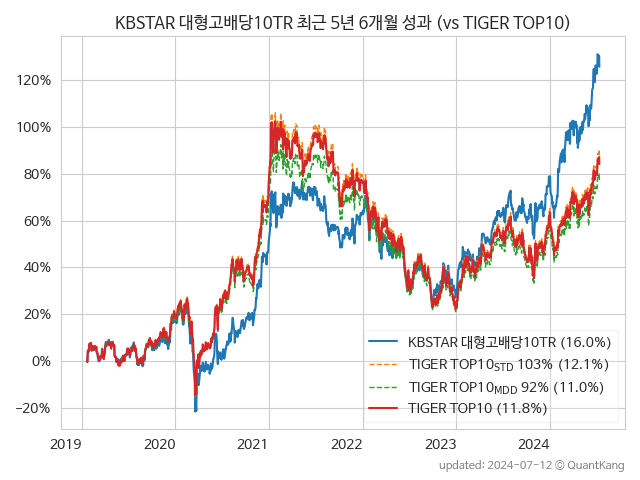 KBSTAR 대형고배당10TR 최근 5년 6개월 성과 (vs TIGER TOP10)
120%
100%
80%
60%
40%
20%
0%
−20%
KBSTAR 대형고배당10TR (16.0%)
TIGER TOP10STD 103% (12.1%)
TIGER TOP10MDD 92% (11.0%)
TIGER TOP10 (11.8%)
2019 2020 2021 2022 2023 2024
updated: 2024-07-12 © QuantKang